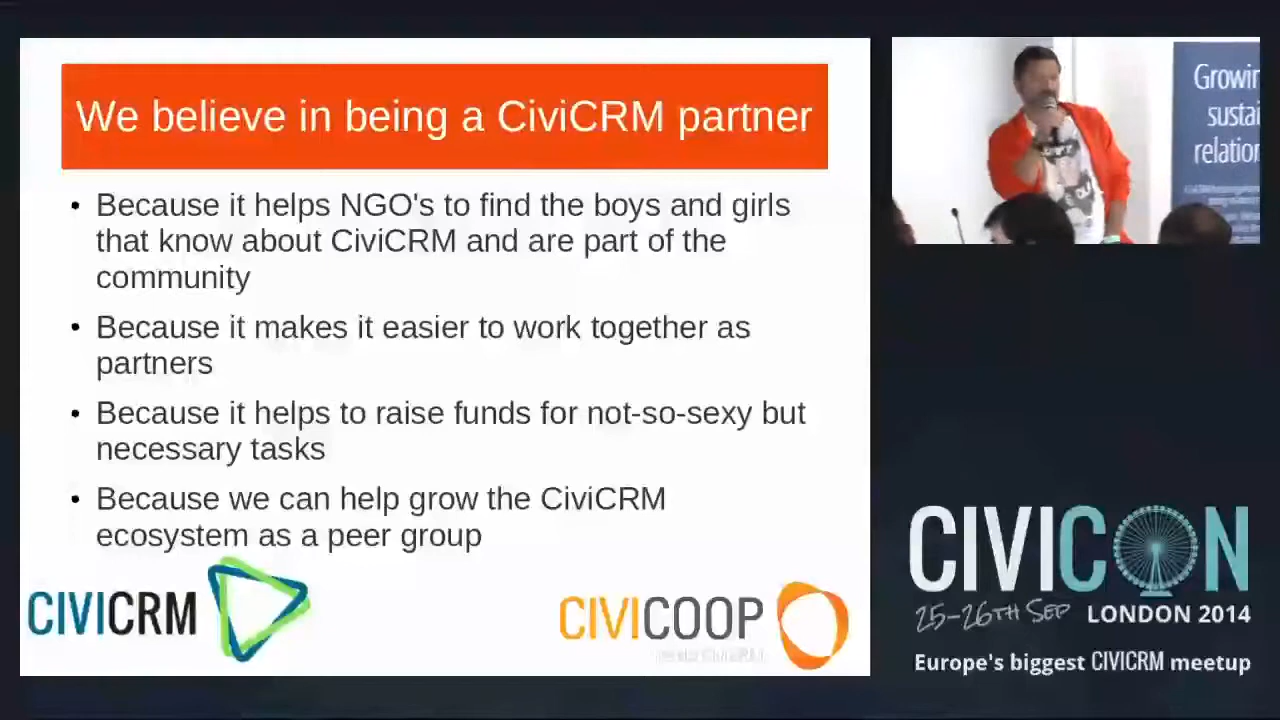 We believe in being a CiviCRM partner
• Because it helps NGO's to find the boys and girls
that know about CiviCRM and are part of the
community
• Because it makes it easier to work together as
partners
• Because it helps to raise funds for not-so-sexy but
necessary tasks
• Because we can help grow the CiviCRM
ecosystem as a peer group
CIVICRM
CIVICOOP
Growin
sustai
relation
CIVICON
25-26TH SEP LONDON 2014
Europe's biggest CIVICRM meetup